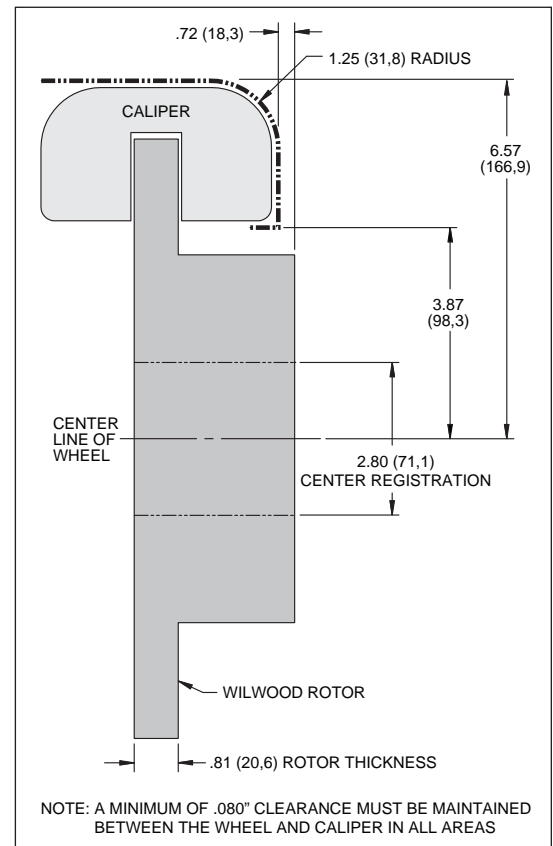 .72 (18,3)
1.25 (31,8) RADIUS
CALIPER
6.57
(166,9)
3.87
(98,3)
CENTER
LINE OF
WHEEL
2.80 (71,1)
CENTER REGISTRATION
WILWOOD ROTOR
.81 (20,6) ROTOR THICKNESS
NOTE: A MINIMUM OF .080" CLEARANCE MUST BE MAINTAINED
BETWEEN THE WHEEL AND CALIPER IN ALL AREAS